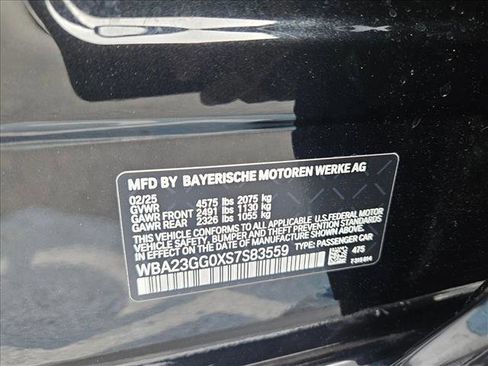 MFD BY BAYERISCHE MOTOREN WERKE AG
02/25
GVWR 4575 lbs 2075 kg
GAWR FRONT 2491 lbs 1130 kg
GAWR REAR 2326 lbs 1055 kg
THIS VEHICLE CONFORMS TO ALL APPLICABLE U.S.FEDERAL MOTOR
VEHICLE SAFETY, BUMPER, AND THEFT PREVENTION STANDARDS IN
EFFECT ON THE DATE OF MANUFACTURE SHOWN ABOVE.
WBA23GG0XS7S83559 TYPE: PASSENGER CAR
475